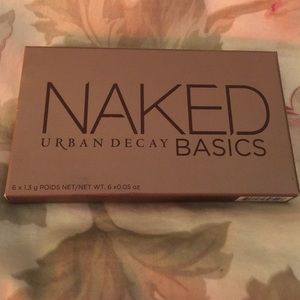 NAKED
URBAN DECAY BASICS
6 x 1.3 g POIDS NET/NET WT. 6 x0.05 oz